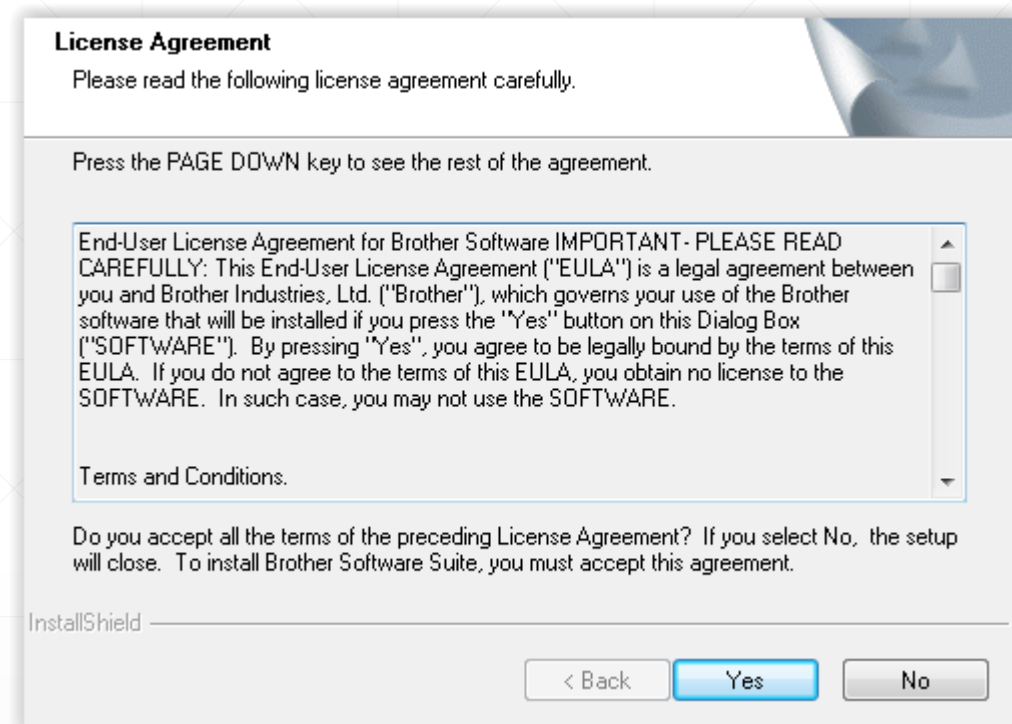 License Agreement
Please read the following license agreement carefully.
Press the PAGE DOWN key to see the rest of the agreement.
End-User License Agreement for Brother Software IMPORTANT- PLEASE READ
CAREFULLY: This End-User License Agreement ("EULA") is a legal agreement between
you and Brother Industries, Ltd. ("Brother"), which governs your use of the Brother
software that will be installed if you press the "Yes" button on this Dialog Box
("SOFTWARE").  By pressing "Yes", you agree to be legally bound by the terms of this
EULA.  If you do not agree to the terms of this EULA, you obtain no license to the
SOFTWARE.  In such case, you may not use the SOFTWARE.
Terms and Conditions.
Do you accept all the terms of the preceding License Agreement?  If you select No,  the setup
will close.  To install Brother Software Suite, you must accept this agreement.
InstallShield
< Back
Yes
No